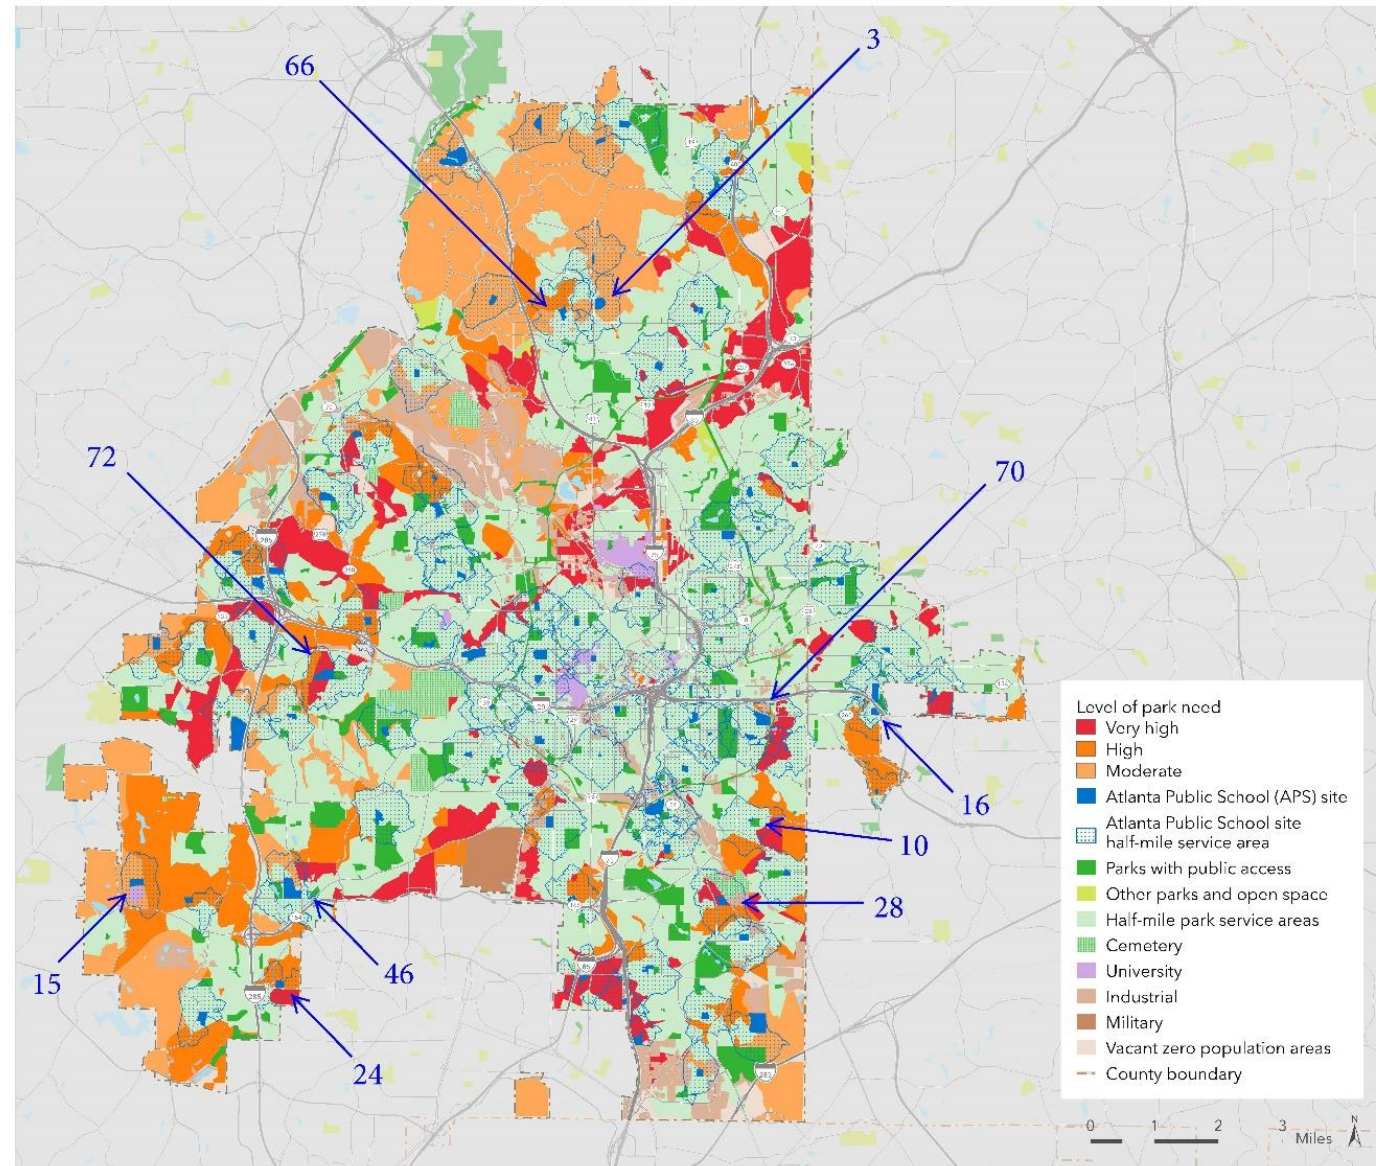 66
3
72
70
16
10
28
15
46
24
285
285
285
Level of park need
Very high
High
Moderate
Atlanta Public School (APS) site
Atlanta Public School site
half-mile service area
Parks with public access
Other parks and open space
Half-mile park service areas
Cemetery
University
Industrial
Military
Vacant zero population areas
County boundary
0 1 2 3
Miles
N